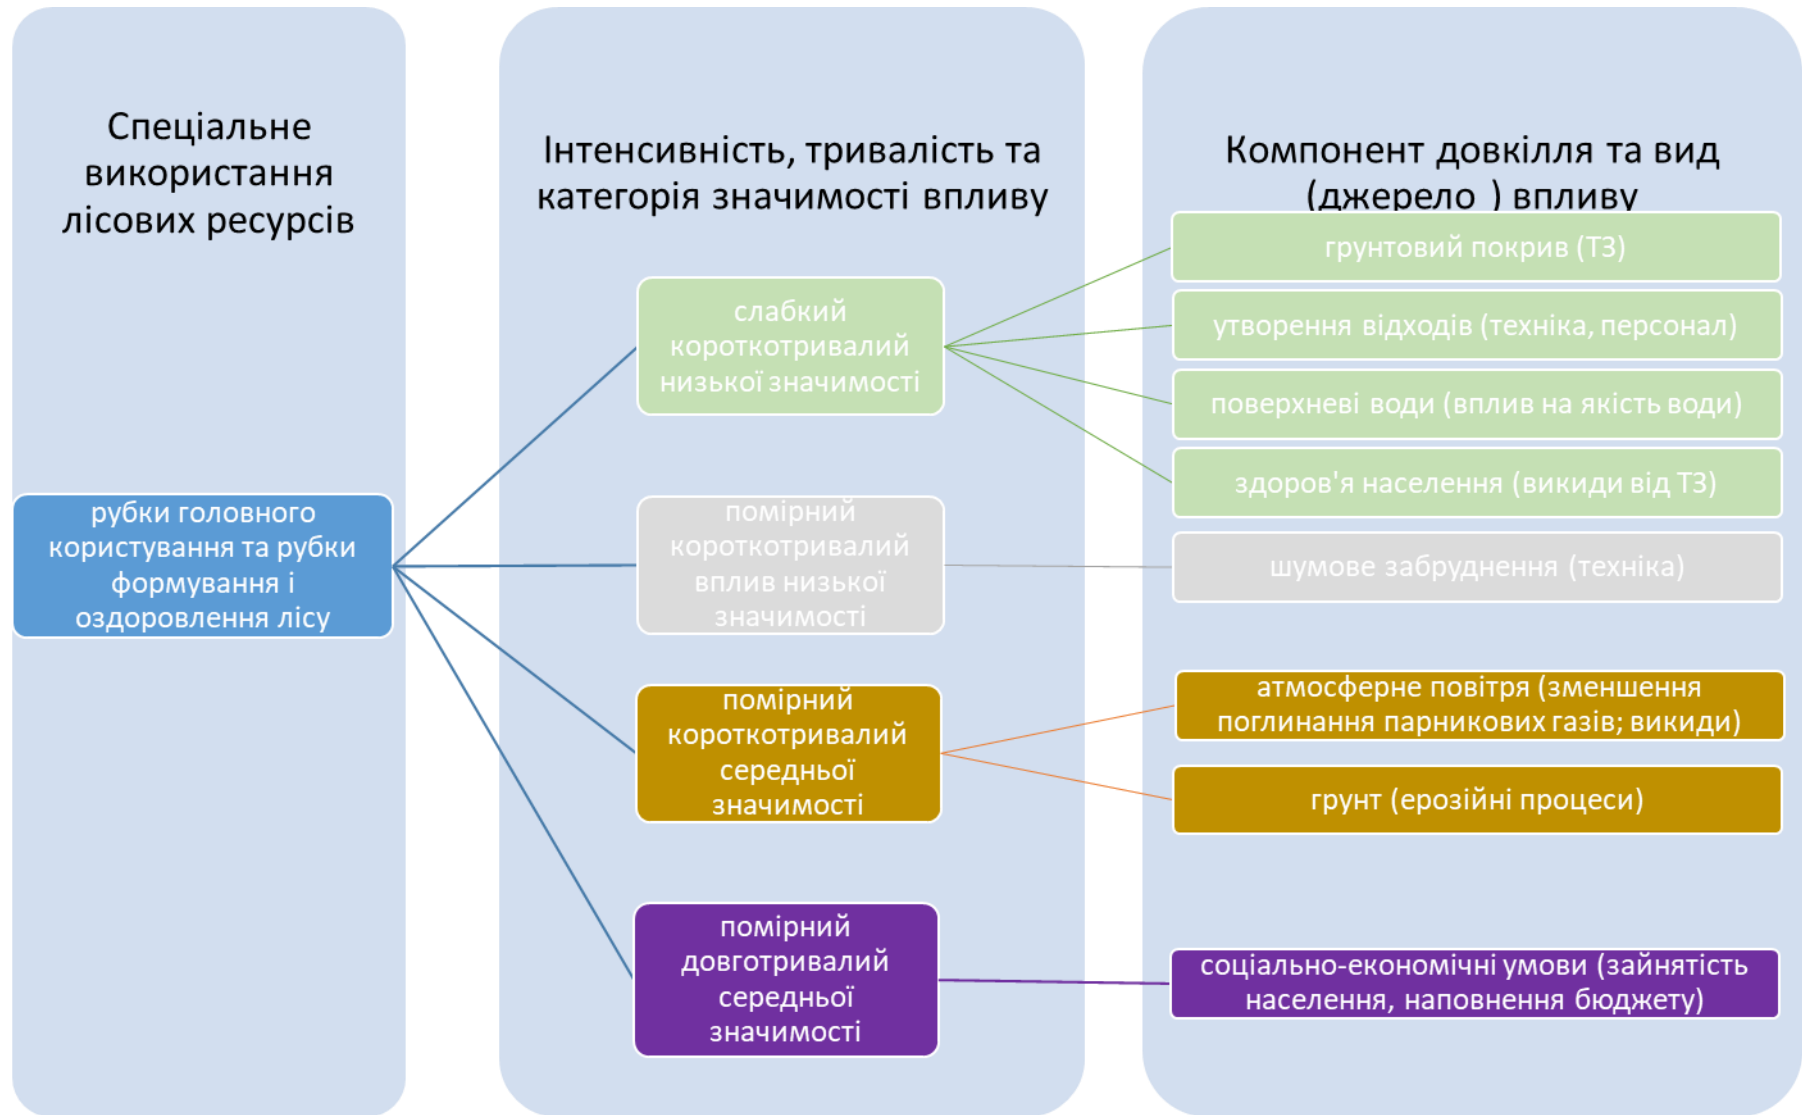 Спеціальне
використання
лісових ресурсів
рубки головного
користування та рубки
формування і
оздоровлення лісу
Інтенсивність, тривалість та
категорія значимості впливу
слабкий
короткотривалий
низької значимості
помірний
короткотривалий
вплив низької
значимості
помірний
короткотривалий
середньої
значимості
помірний
довготривалий
середньої
значимості
Компонент довкілля та вид
(джерело ) впливу
грунтовий покрив (ТЗ)
утворення відходів (техніка, персонал)
поверхневі води (вплив на якість води)
здоров'я населення (викиди від ТЗ)
шумове забруднення (техніка)
атмосферне повітря (зменшення
поглинання парникових газів; викиди)
грунт (ерозійні процеси)
соціально-економічні умови (зайнятість
населення, наповнення бюджету)